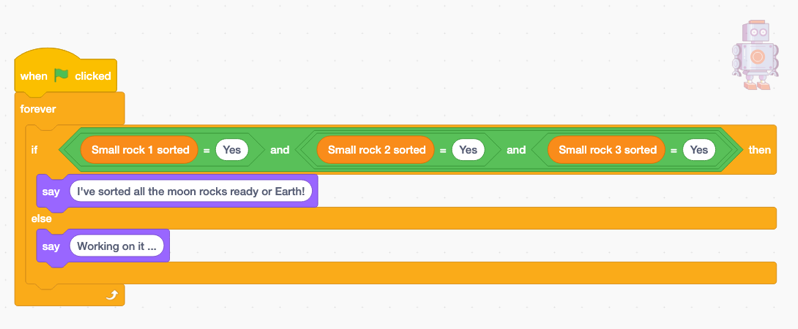 when clicked
forever
if Small rock 1 sorted = Yes and Small rock 2 sorted = Yes and Small rock 3 sorted = Yes then
say I've sorted all the moon rocks ready or Earth!
else
say Working on it ...